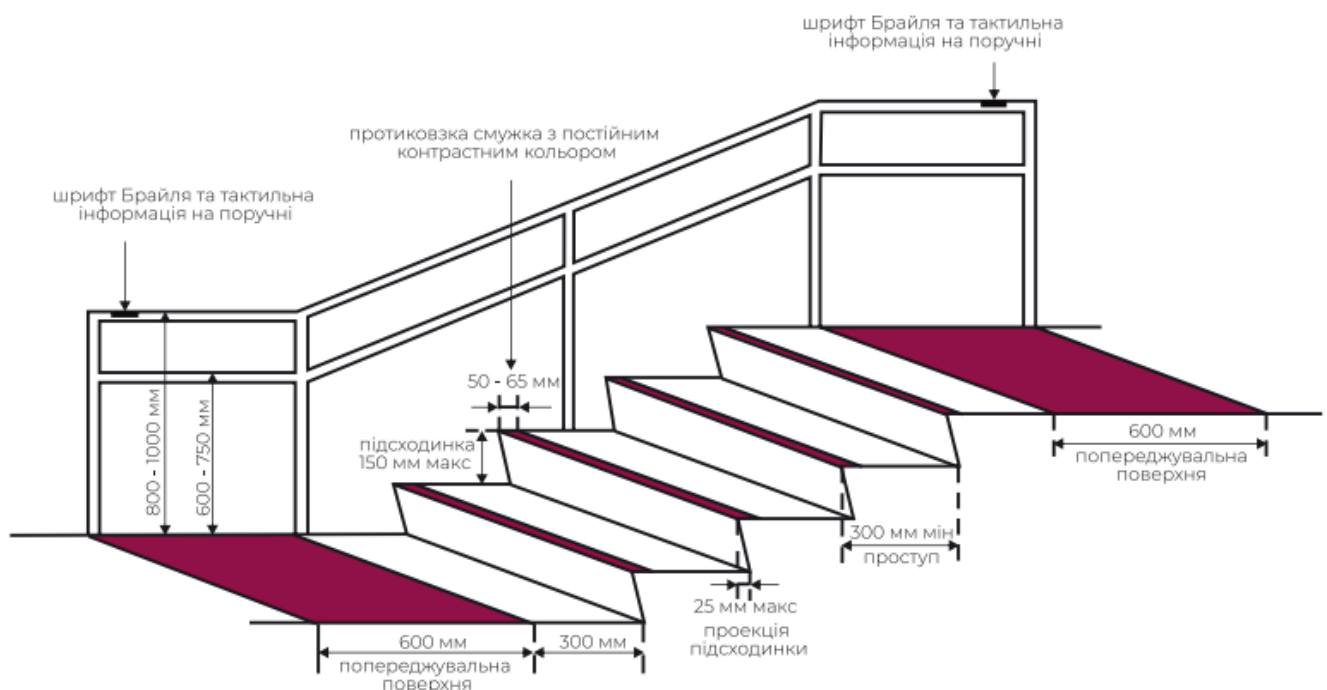 шрифт Брайля та тактильна
інформація на поручні
протиковзка смужка з постійним
контрастним кольором
шрифт Брайля та тактильна
інформація на поручні
50 - 65 мм
підсходинка
150 мм макс
800 - 1000 мм
600 - 750 мм
600 мм
попереджувальна
поверхня
300 мм мін
проступ
25 мм макс
проекція
підсходинки
600 мм
попереджувальна
поверхня
300 мм